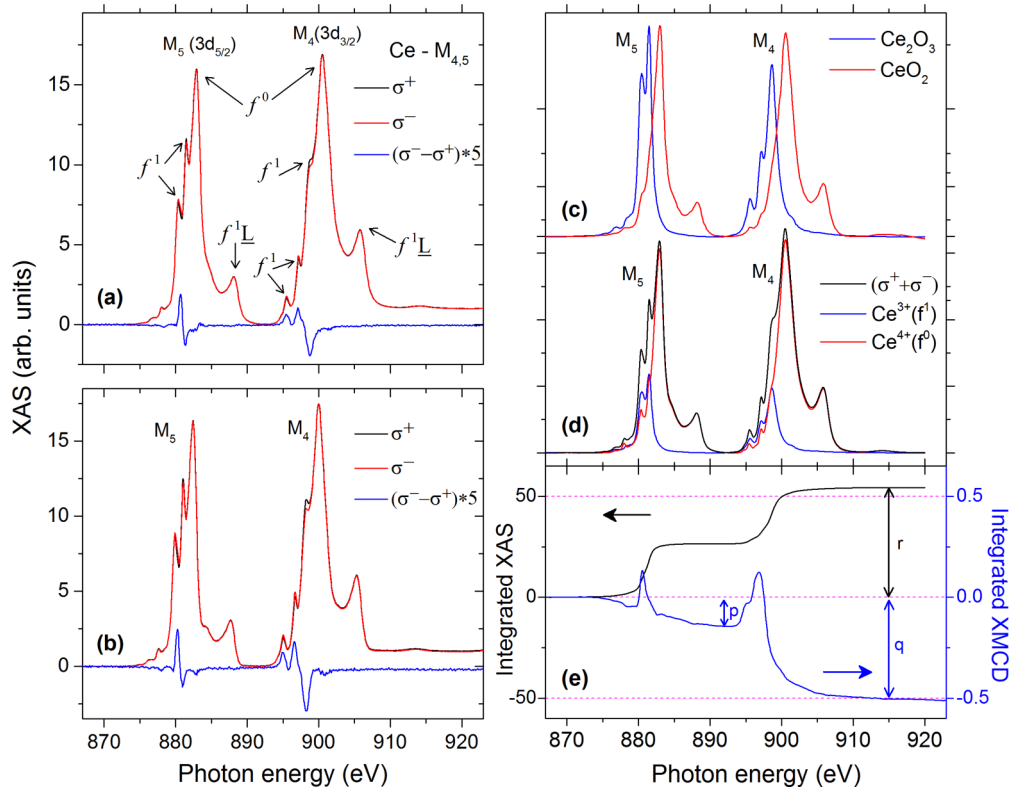 XAS (arb. units)
15
10
5
0
M5 (3d5/2)
M4(3d3/2)
Ce - M4,5
σ+
σ−
(σ−−σ+)*5
f0
f1
f1
f1L
f1
f1L
(a)
15
10
5
0
M5
M4
σ+
σ−
(σ−−σ+)*5
(b)
870 880 890 900 910 920
Photon energy (eV)
M5
M4
Ce2O3
CeO2
(c)
M5
M4
(σ++σ−)
Ce3+(f1)
Ce4+(f0)
(d)
Integrated XAS
50
0
-50
r
p
q
(e)
0.5
0.0
-0.5
Integrated XMCD
870 880 890 900 910 920
Photon energy (eV)